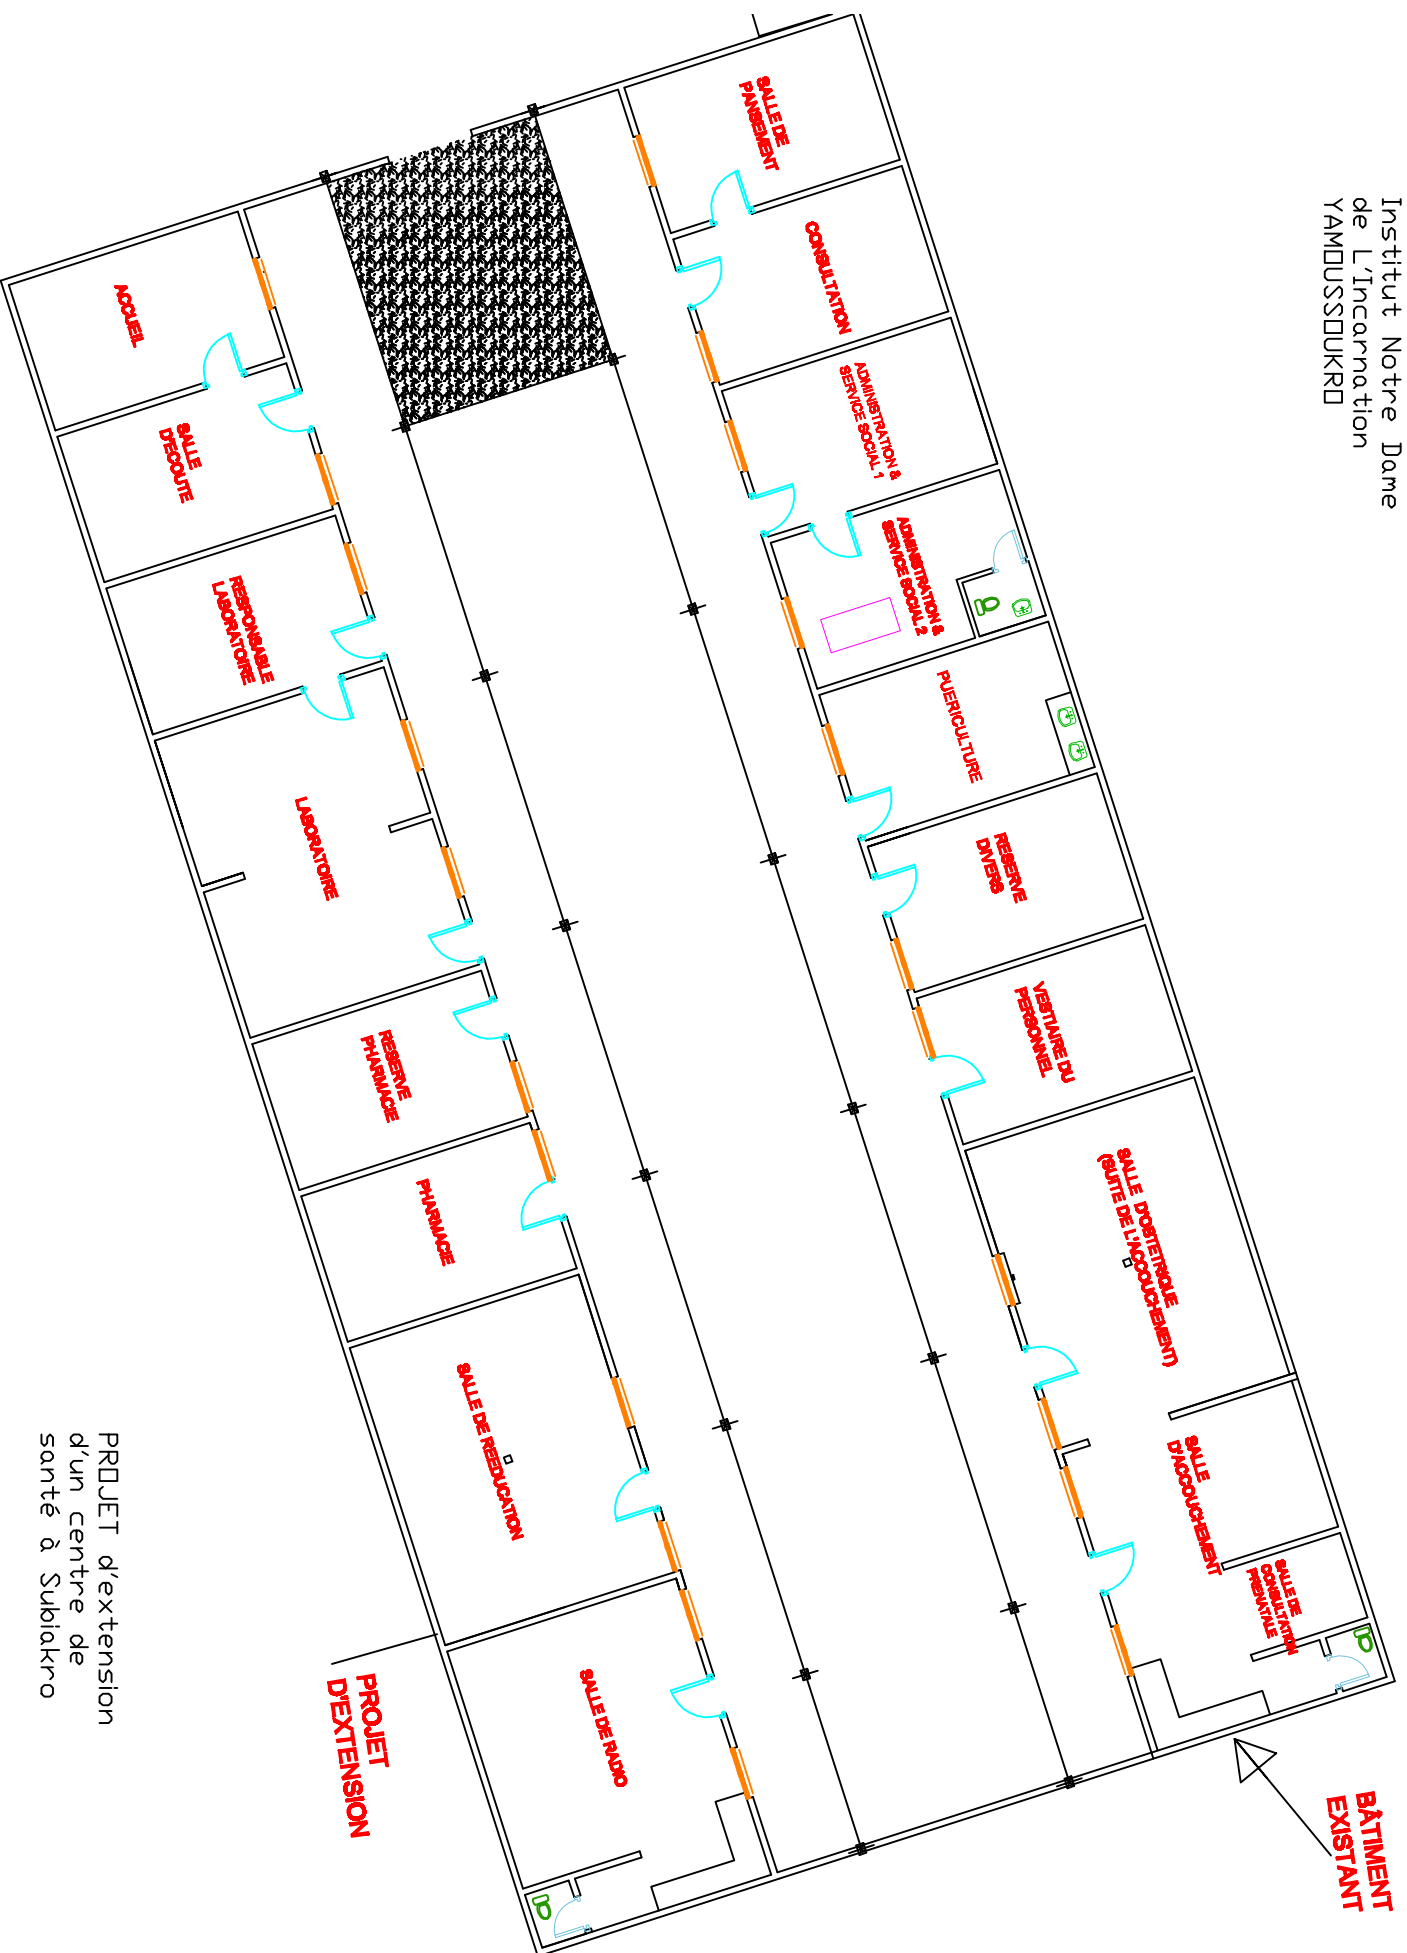 Institut Notre Dame
de L'Incarnation
YAMOUSSOUKRO
SALLE DE
PANSEMENT
CONSULTATION
ADMINISTRATION &
SERVICE SOCIAL 1
ADMINISTRATION &
SERVICE SOCIAL 2
PUERICULTURE
RESERVE
DIVERS
VESTIAIRE DU
PERSONNEL
SALLE D'OBTETRIQUE
(SUITE DE L'ACCOUCHEMENT)
SALLE
D'ACCOUCHEMENT
SALLE DE
CONSULTATION
PRENATALE
BÂTIMENT
EXISTANT
ACCUEIL
SALLE
D'ECOUTE
RESPONSABLE
LABORATOIRE
LABORATOIRE
RESERVE
PHARMACIE
PHARMACIE
SALLE DE REEDUCATION
SALLE DE RADIO
PROJET
D'EXTENSION
PROJET d'extension
d'un centre de
santé à Subiakro